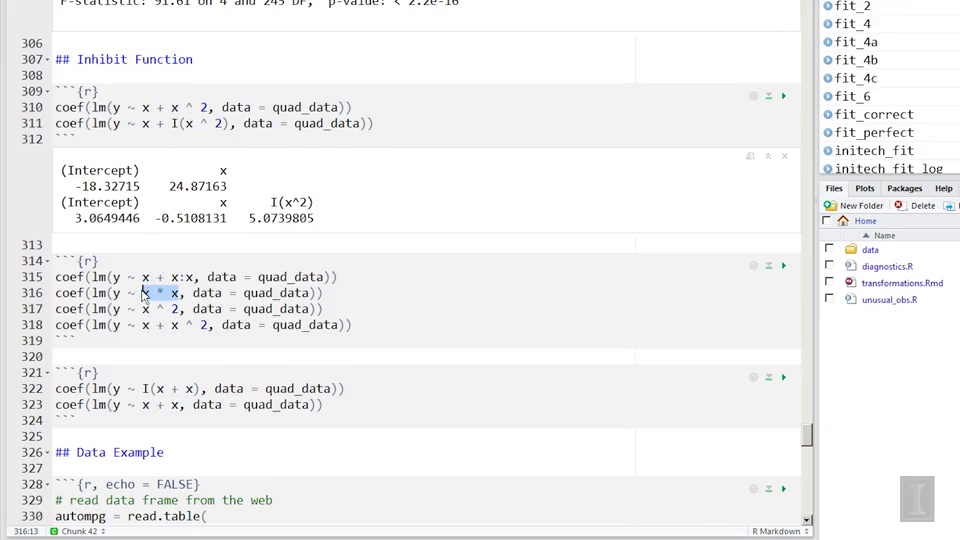 F-statistic: 91.61 on 4 and 245 DF,  p-value: < 2.2e-16
306
307 ## Inhibit Function
308
309 ```{r}
310 coef(lm(y ~ x + x ^ 2, data = quad_data))
311 coef(lm(y ~ x + I(x ^ 2), data = quad_data))
312 ```
(Intercept) x
-18.32715 24.87163
(Intercept) x I(x^2)
3.0649446 -0.5108131 5.0739805
313
314 ```{r}
315 coef(lm(y ~ x + x:x, data = quad_data))
316 coef(lm(y ~ x * x, data = quad_data))
317 coef(lm(y ~ x ^ 2, data = quad_data))
318 coef(lm(y ~ x + x ^ 2, data = quad_data))
319 ```
320
321 ```{r}
322 coef(lm(y ~ I(x + x), data = quad_data))
323 coef(lm(y ~ x + x, data = quad_data))
324 ```
325
326 ## Data Example
327
328 ```{r, echo = FALSE}
329 # read data frame from the web
330 autompg = read.table(
316:13 C Chunk 42 R Markdown
fit_2
fit_4
fit_4a
fit_4b
fit_4c
fit_6
fit_correct
fit_perfect
initech_fit
initech_fit_log
Files Plots Packages Help
New Folder Delete
Home
Name
data
diagnostics.R
transformations.Rmd
unusual_obs.R
I